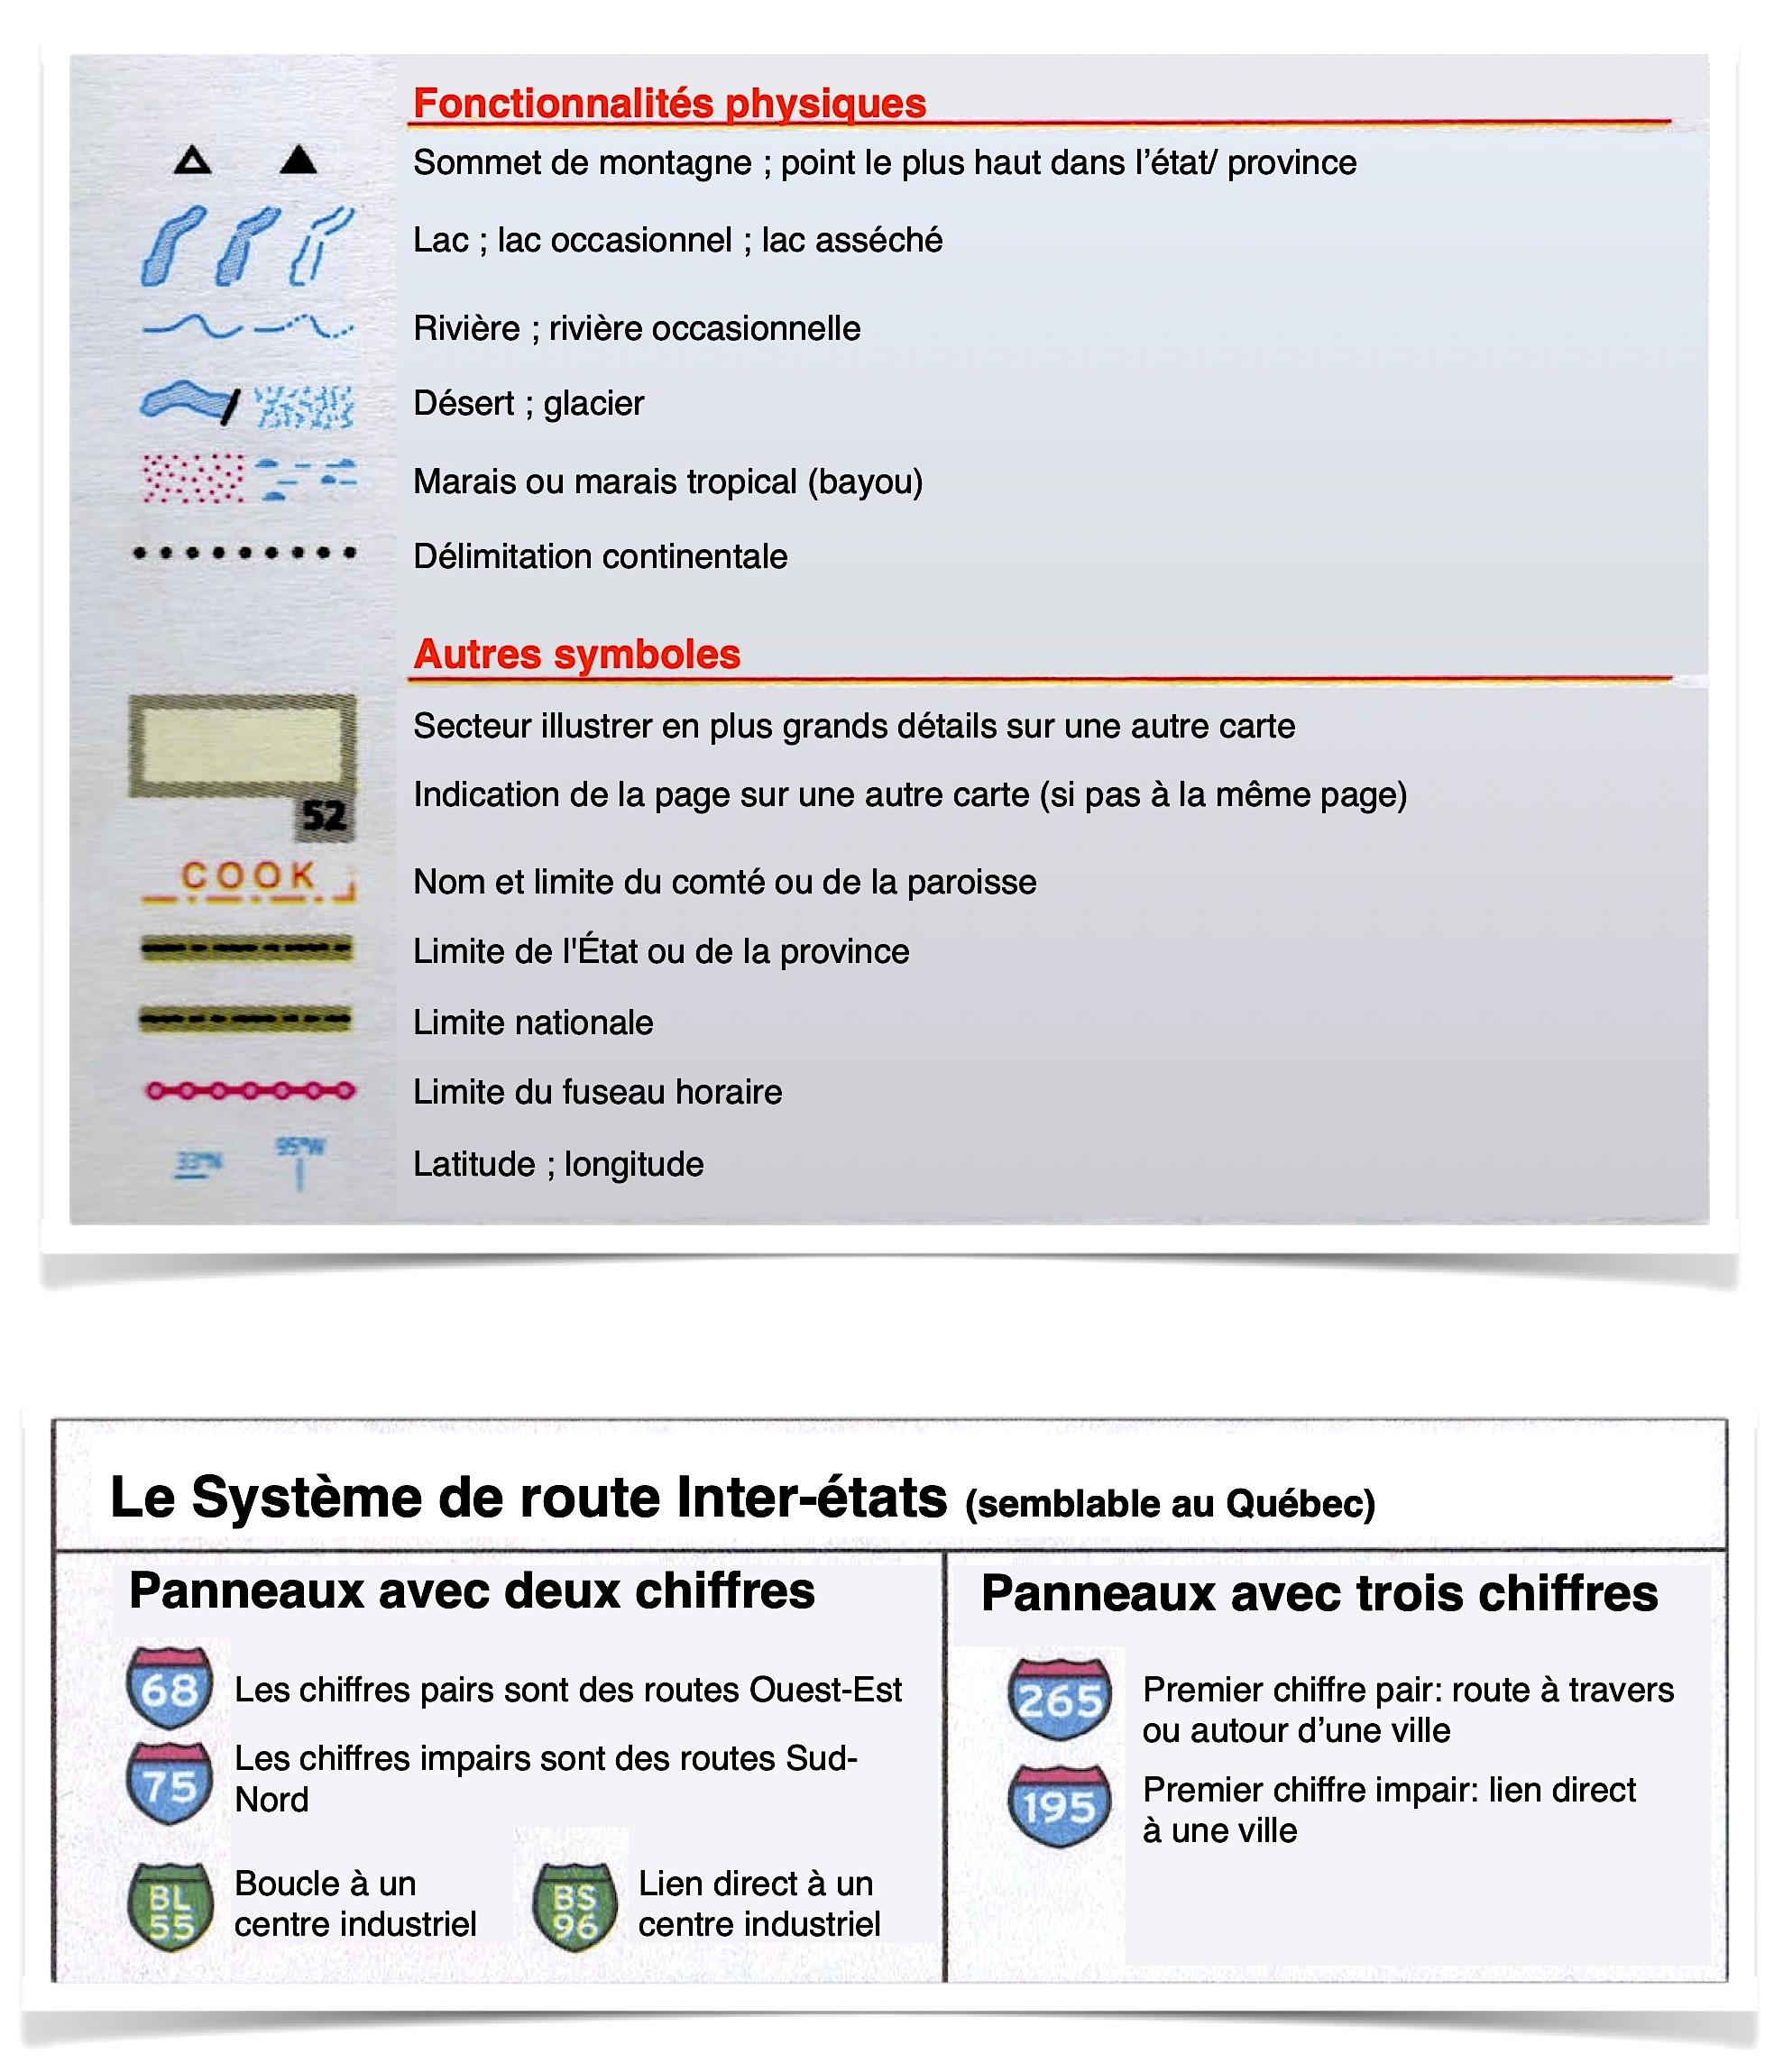 Fonctionnalités physiques
Sommet de montagne ; point le plus haut dans l’état/ province
Lac ; lac occasionnel ; lac asséché
Rivière ; rivière occasionnelle
Désert ; glacier
Marais ou marais tropical (bayou)
Délimitation continentale
Autres symboles
Secteur illustrer en plus grands détails sur une autre carte
52
Indication de la page sur une autre carte (si pas à la même page)
COOK
Nom et limite du comté ou de la paroisse
Limite de l'État ou de la province
Limite nationale
Limite du fuseau horaire
33°N 95°W
Latitude ; longitude
Le Système de route Inter-états (semblable au Québec)
Panneaux avec deux chiffres
68
Les chiffres pairs sont des routes Ouest-Est
75
Les chiffres impairs sont des routes Sud-
Nord
BL
55
Boucle à un
centre industriel
BS
96
Lien direct à un
centre industriel
Panneaux avec trois chiffres
265
Premier chiffre pair: route à travers
ou autour d’une ville
195
Premier chiffre impair: lien direct
à une ville